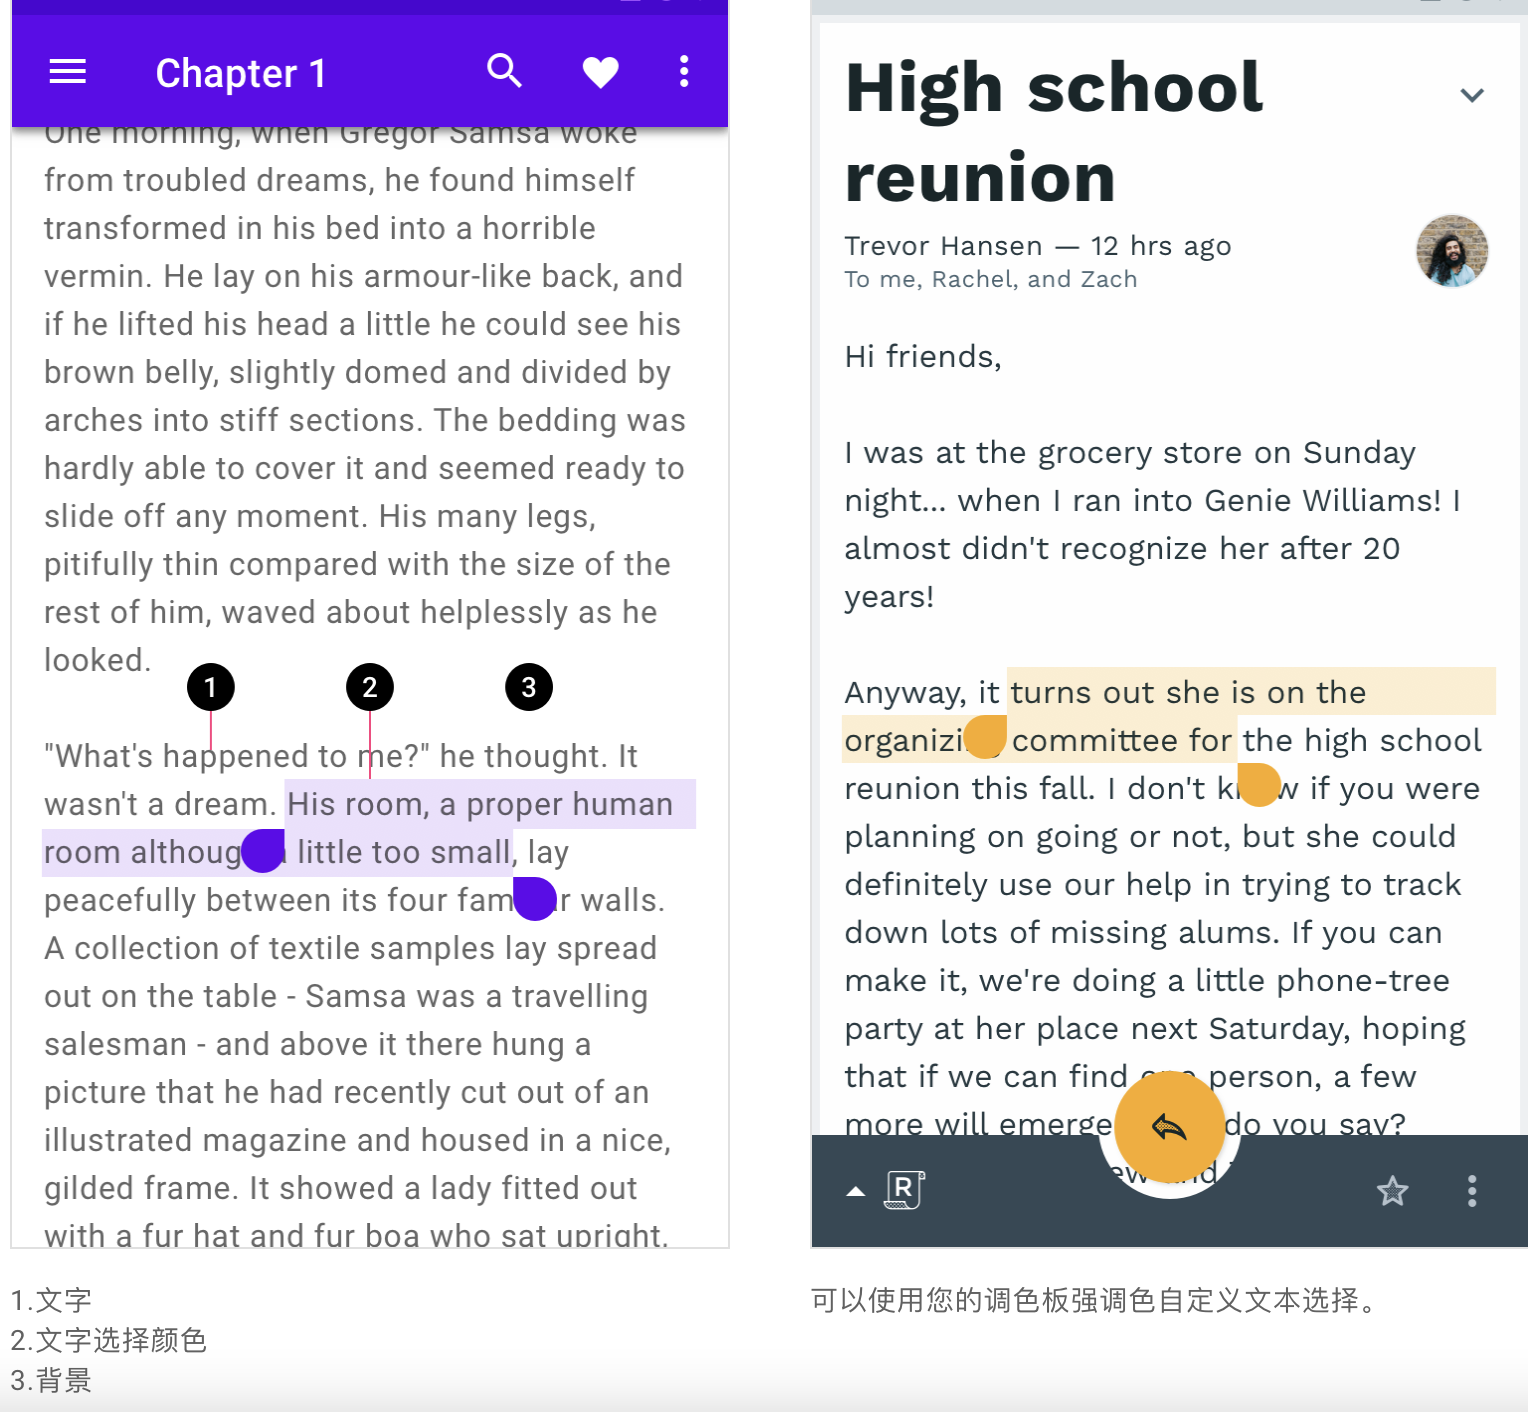 Chapter 1
One morning, when Gregor Samsa woke
from troubled dreams, he found himself
transformed in his bed into a horrible
vermin. He lay on his armour-like back, and
if he lifted his head a little he could see his
brown belly, slightly domed and divided by
arches into stiff sections. The bedding was
hardly able to cover it and seemed ready to
slide off any moment. His many legs,
pitifully thin compared with the size of the
rest of him, waved about helplessly as he
looked.
1 2 3
"What's happened to me?" he thought. It
wasn't a dream. His room, a proper human
room althoug little too small, lay
peacefully between its four fam r walls.
A collection of textile samples lay spread
out on the table - Samsa was a travelling
salesman - and above it there hung a
picture that he had recently cut out of an
illustrated magazine and housed in a nice,
gilded frame. It showed a lady fitted out
with a fur hat and fur boa who sat upright.
1.文字
2.文字选择颜色
3.背景
High school
reunion
Trevor Hansen — 12 hrs ago
To me, Rachel, and Zach
Hi friends,
I was at the grocery store on Sunday
night... when I ran into Genie Williams! I
almost didn't recognize her after 20
years!
Anyway, it turns out she is on the
organizi committee for the high school
reunion this fall. I don't k w if you were
planning on going or not, but she could
definitely use our help in trying to track
down lots of missing alums. If you can
make it, we're doing a little phone-tree
party at her place next Saturday, hoping
that if we can find one person, a few
more will emerge do you say?
R
可以使用您的调色板强调色自定义文本选择。